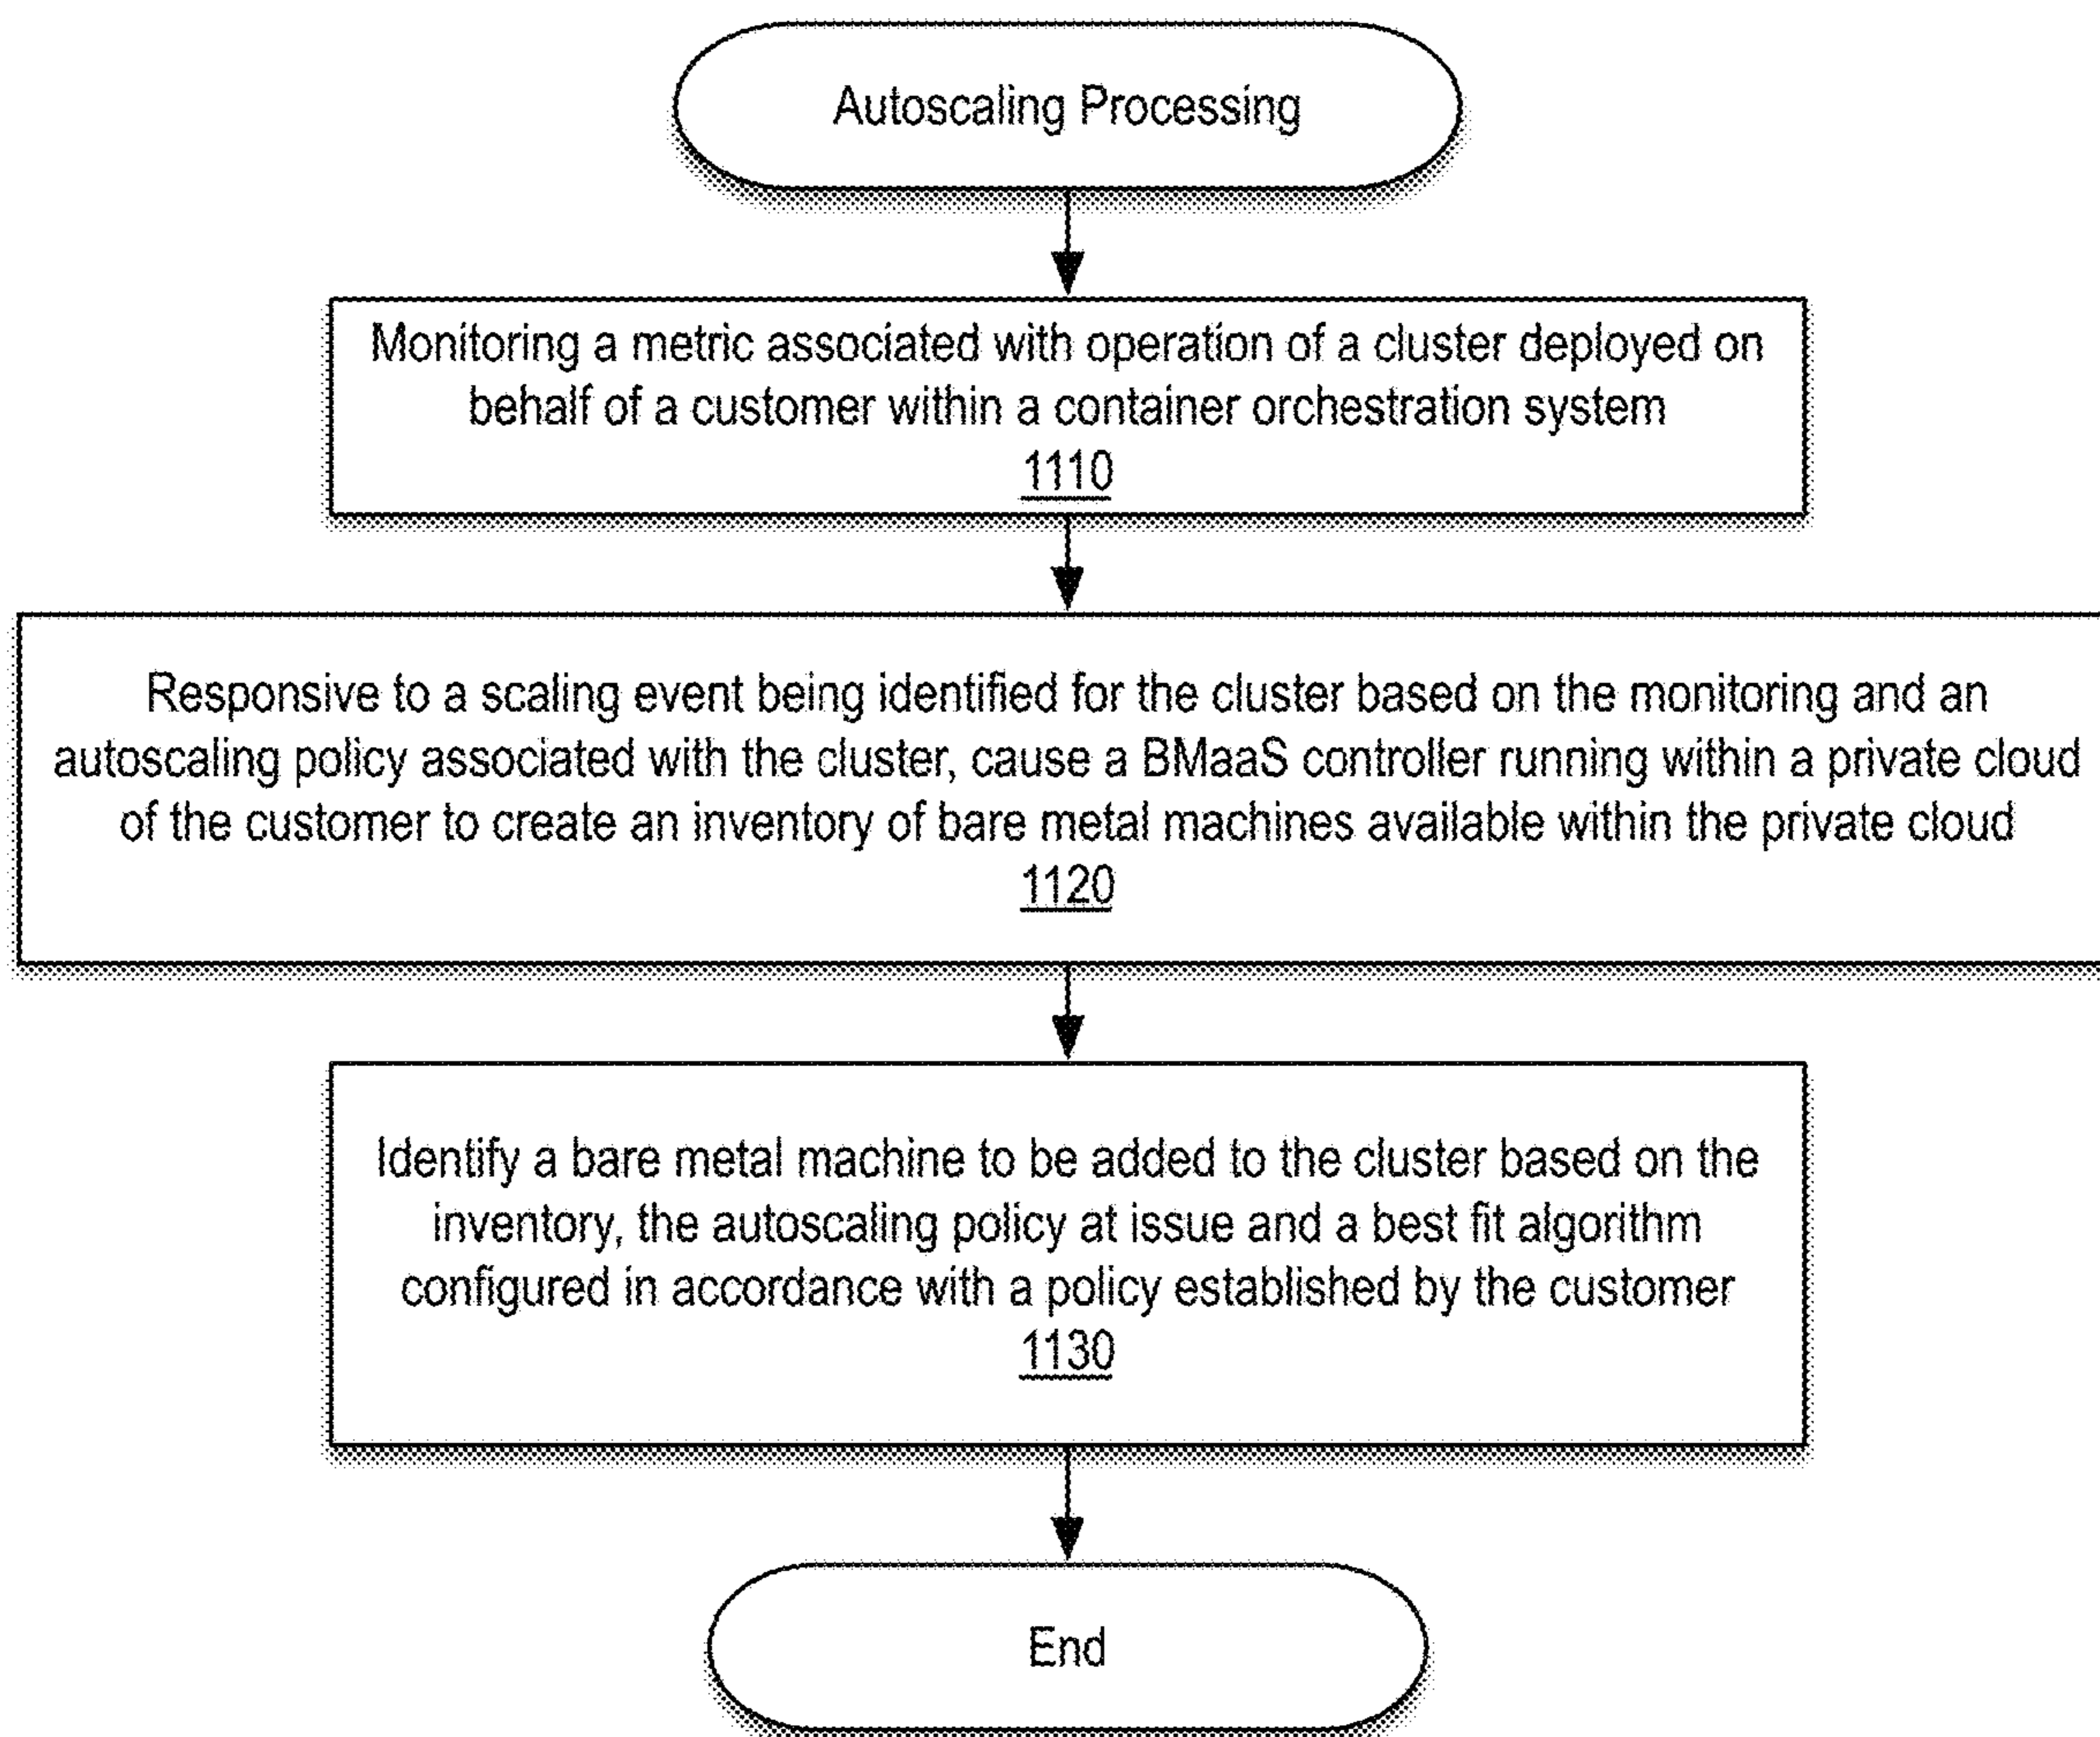 Autoscaling Processing
Monitoring a metric associated with operation of a cluster deployed on
behalf of a customer within a container orchestration system
1110
Responsive to a scaling event being identified for the cluster based on the monitoring and an
autoscaling policy associated with the cluster, cause a BMaaS controller running within a private cloud
of the customer to create an inventory of bare metal machines available within the private cloud
1120
Identify a bare metal machine to be added to the cluster based on the
inventory, the autoscaling policy at issue and a best fit algorithm
configured in accordance with a policy established by the customer
1130
End